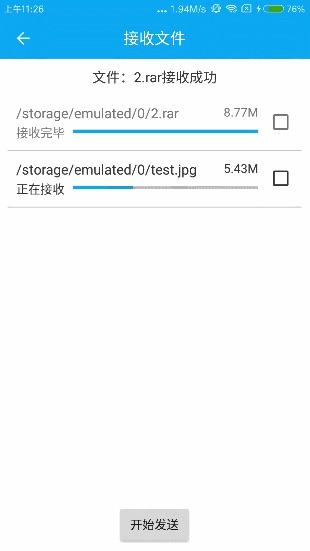 上午11:26
... 1.94M/s 76%
接收文件
文件：2.rar接收成功
/storage/emulated/0/2.rar 8.77M
接收完毕
/storage/emulated/0/test.jpg 5.43M
正在接收
开始发送